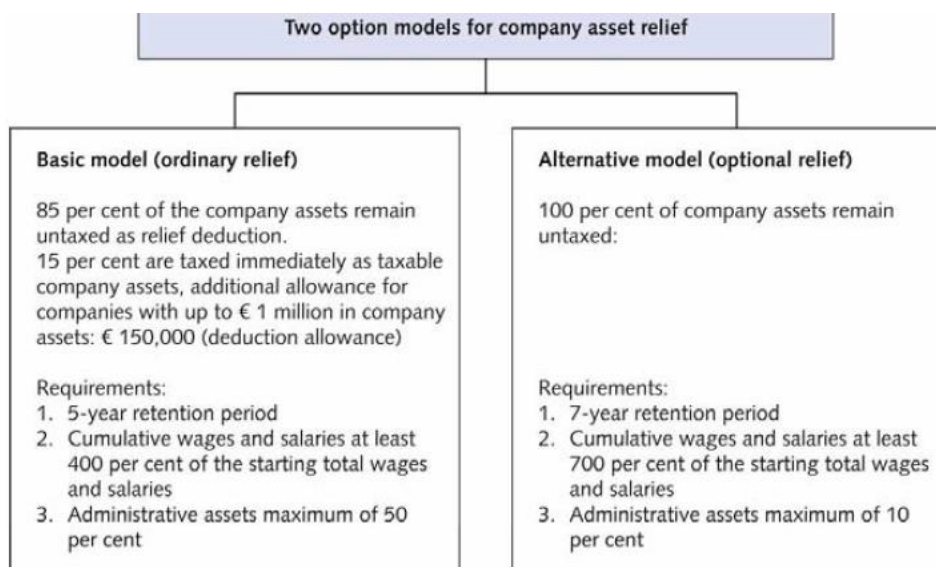 Two option models for company asset relief
Basic model (ordinary relief)
85 per cent of the company assets remain
untaxed as relief deduction.
15 per cent are taxed immediately as taxable
company assets, additional allowance for
companies with up to € 1 million in company
assets: € 150,000 (deduction allowance)
Requirements:
1. 5-year retention period
2. Cumulative wages and salaries at least
400 per cent of the starting total wages
and salaries
3. Administrative assets maximum of 50
per cent
Alternative model (optional relief)
100 per cent of company assets remain
untaxed:
Requirements:
1. 7-year retention period
2. Cumulative wages and salaries at least
700 per cent of the starting total wages
and salaries
3. Administrative assets maximum of 10
per cent